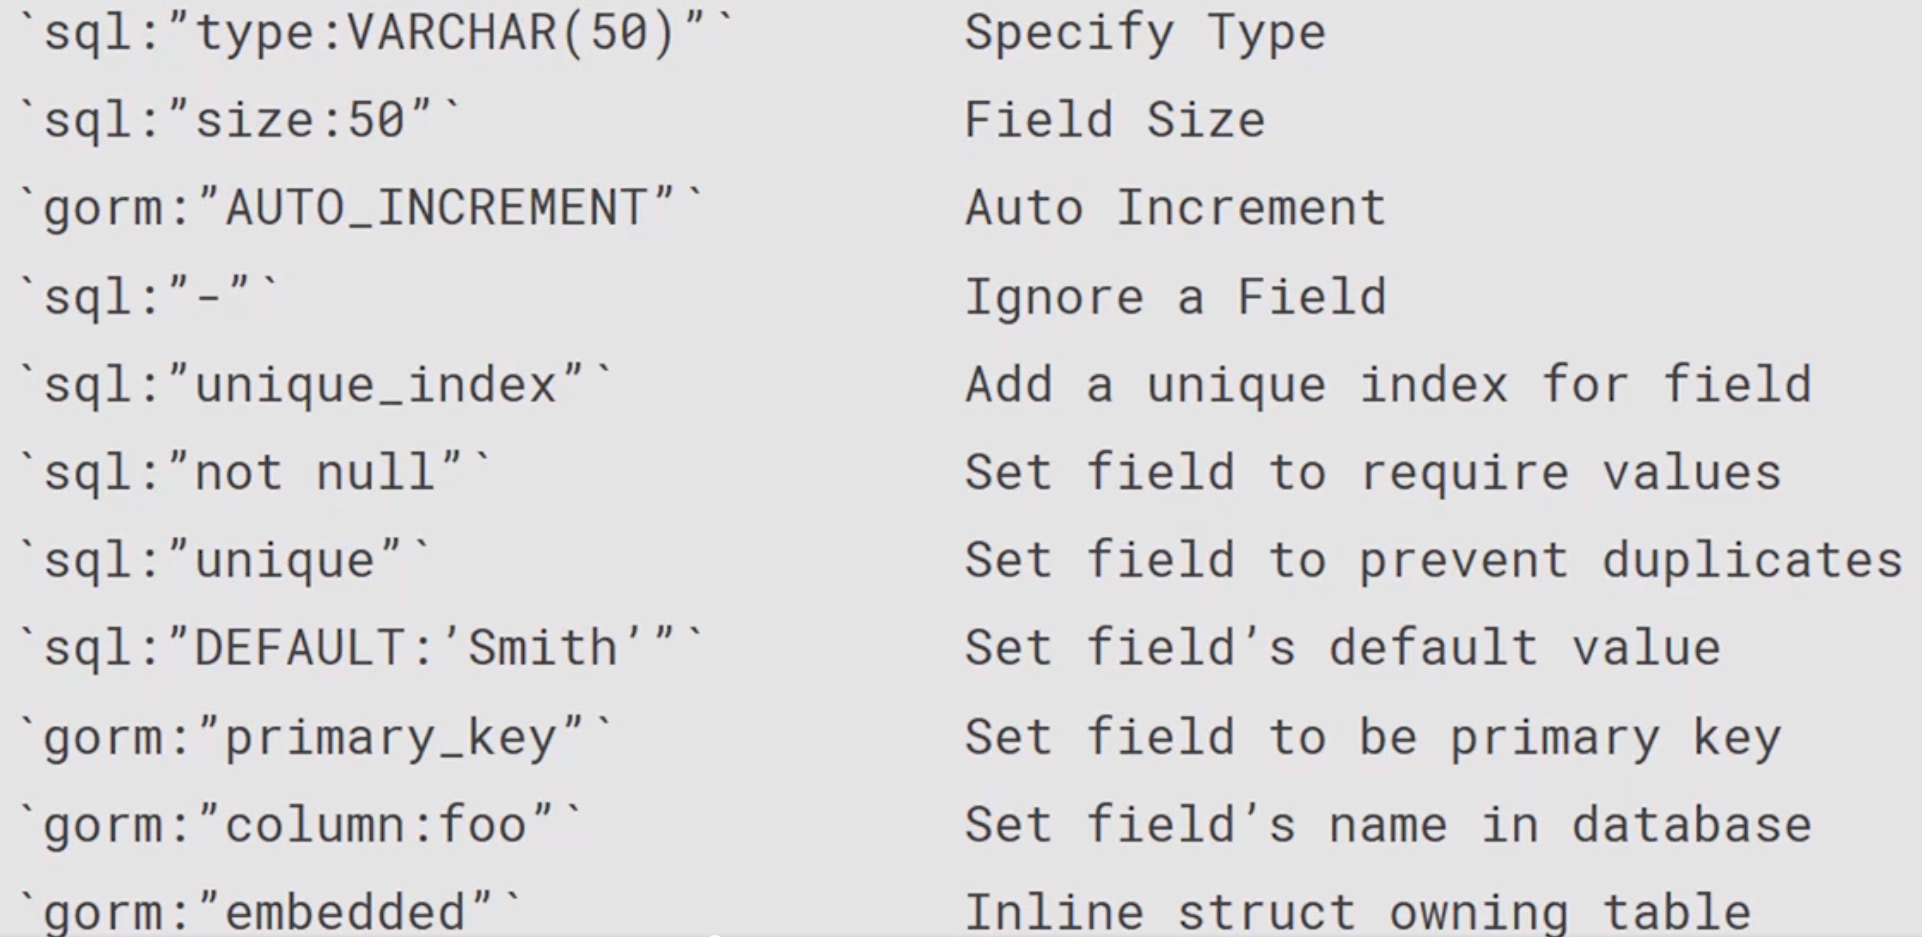 `sql:”type:VARCHAR(50)”` Specify Type
`sql:”size:50”` Field Size
`gorm:”AUTO_INCREMENT”` Auto Increment
`sql:”-”` Ignore a Field
`sql:”unique_index”` Add a unique index for field
`sql:”not null”` Set field to require values
`sql:”unique”` Set field to prevent duplicates
`sql:”DEFAULT:’Smith’”` Set field’s default value
`gorm:”primary_key”` Set field to be primary key
`gorm:”column:foo”` Set field’s name in database
`gorm:”embedded”` Inline struct owning table